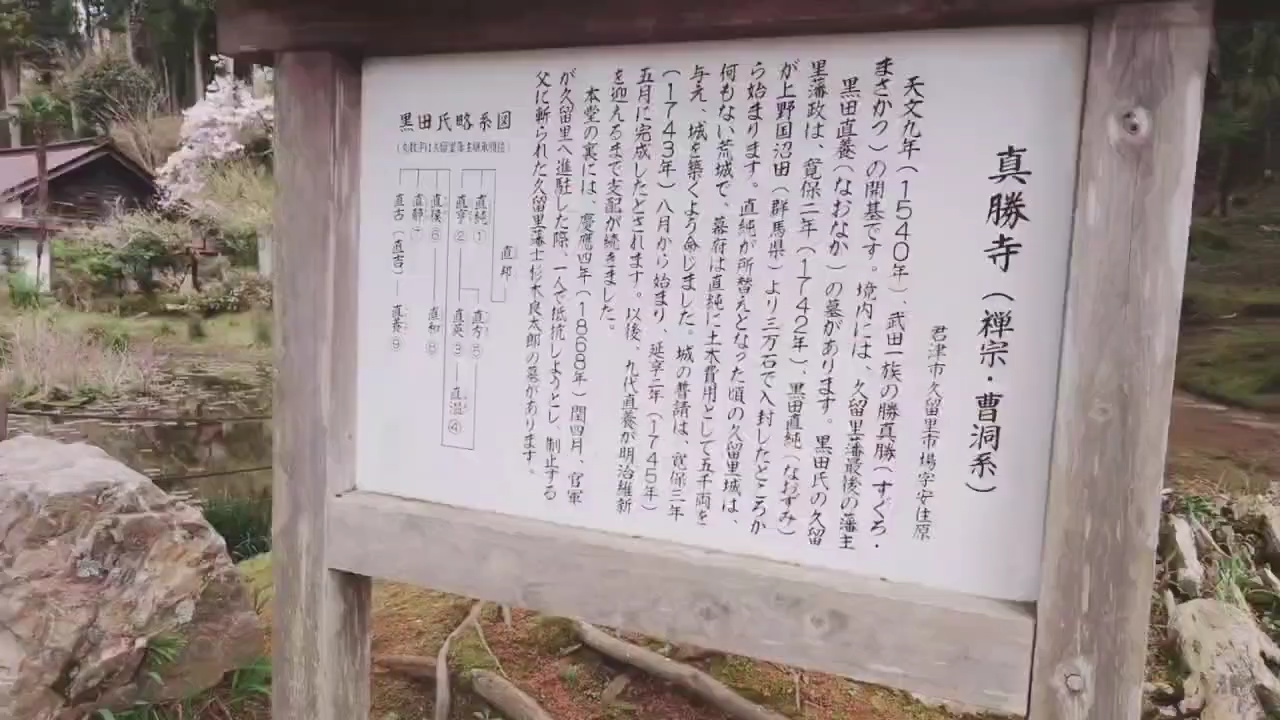 真勝寺(禅宗・曹洞系)
君津市久留里市場字安住原
天文九年(1540年)、武田一族の勝真勝(すぐろ・
まさかつ)の開基です。境内には、久留里藩最後の藩主
黒田直養(なおなか)の墓があります。黒田氏の久留
里藩政は、寛保二年(1742年)、黒田直純(なおずみ)
が上野国沼田(群馬県)より三万石で入封したところか
ら始まります。直純が所替えとなった頃の久留里城は、
何もない荒城で、幕府は直純に土木費用として五千両を
与え、城を築くよう命じました。城の普請は、寛保三年
(1743年)八月から始まり、延享二年(1745年)
五月に完成したとされます。以後、九代直養が明治維新
を迎えるまで支配が続きました。
本堂の裏には、慶應四年(1868年)閏四月、官軍
が久留里へ進駐した際、一人で抵抗しようとし、制止する
父に斬られた久留里藩士杉木良太郎の墓があります。
黒田氏略系図
直邦
直純①
直亨②
直方⑤
直英③
直温④
直侯⑥
直和⑧
直静⑦
直古(直吉)
直養⑨